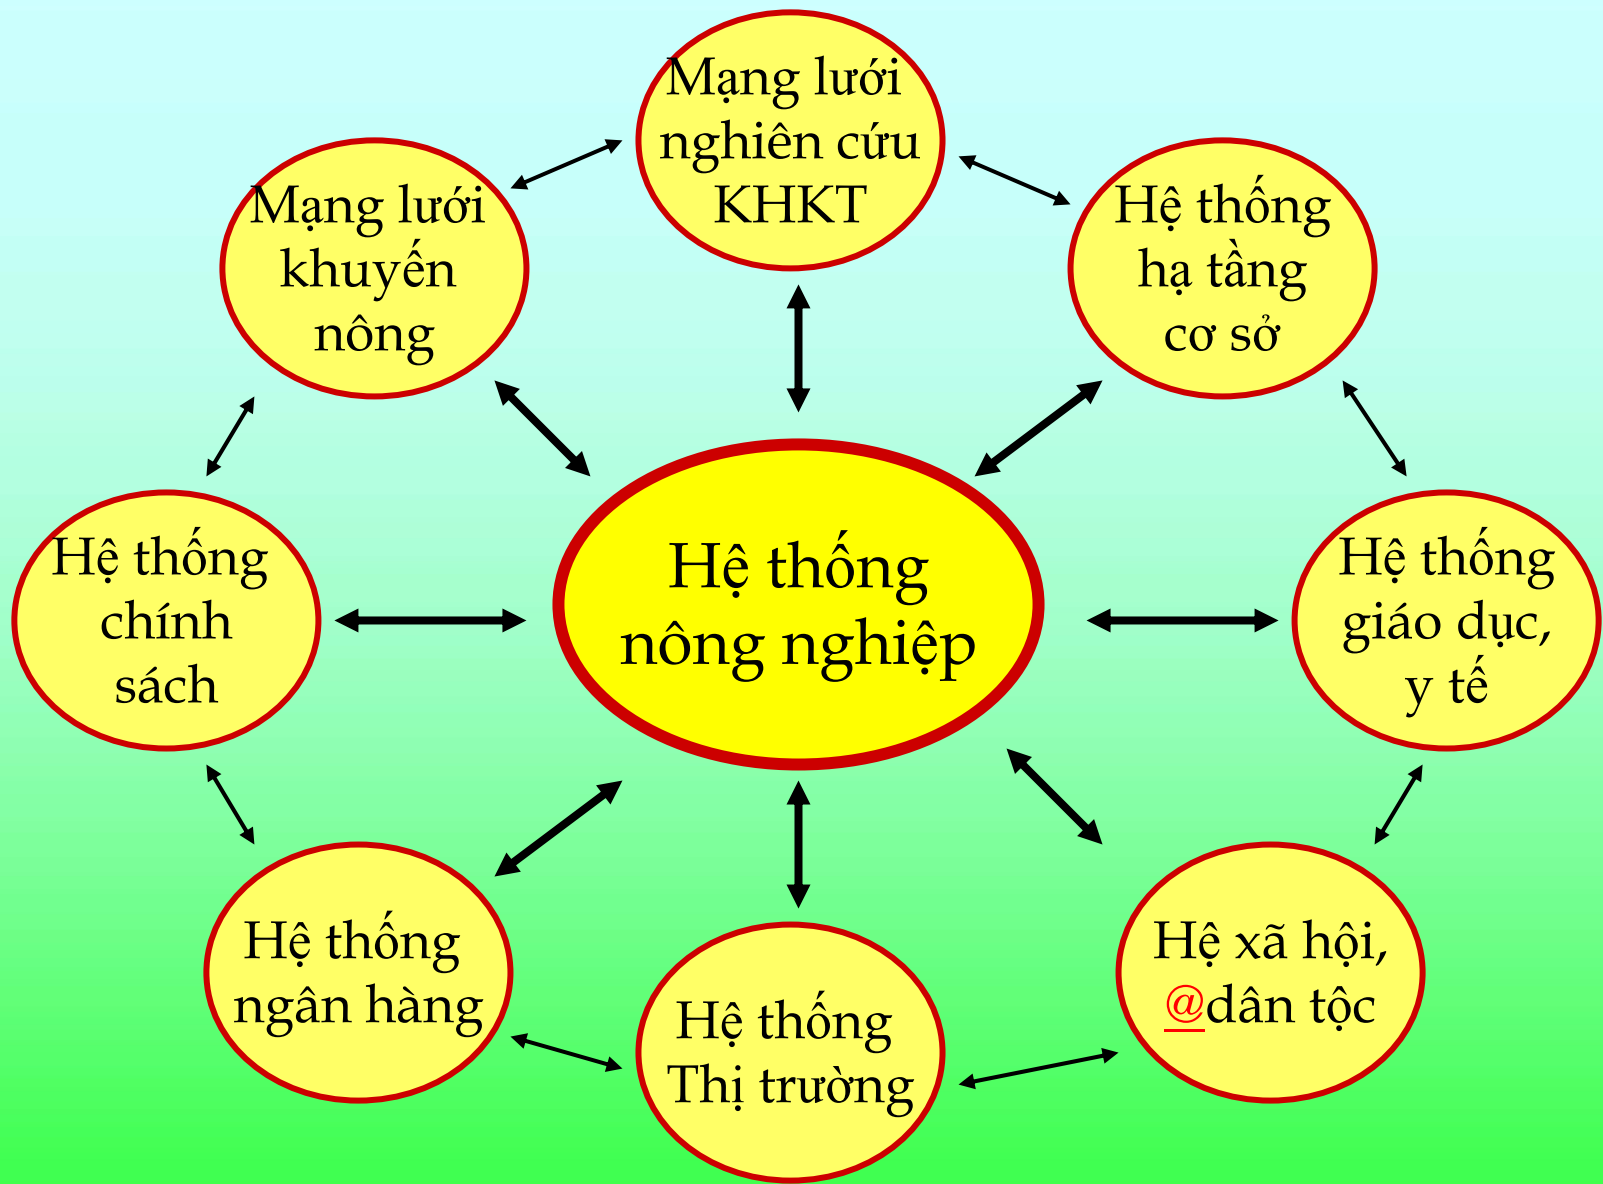 Mạng lưới
nghiên cứu
KHKT
Mạng lưới
khuyến
nông
Hệ thống
hạ tầng
cơ sở
Hệ thống
chính
sách
Hệ thống
nông nghiệp
Hệ thống
giáo dục,
y tế
Hệ thống
ngân hàng
Hệ thống
Thị trường
Hệ xã hội,
@dân tộc